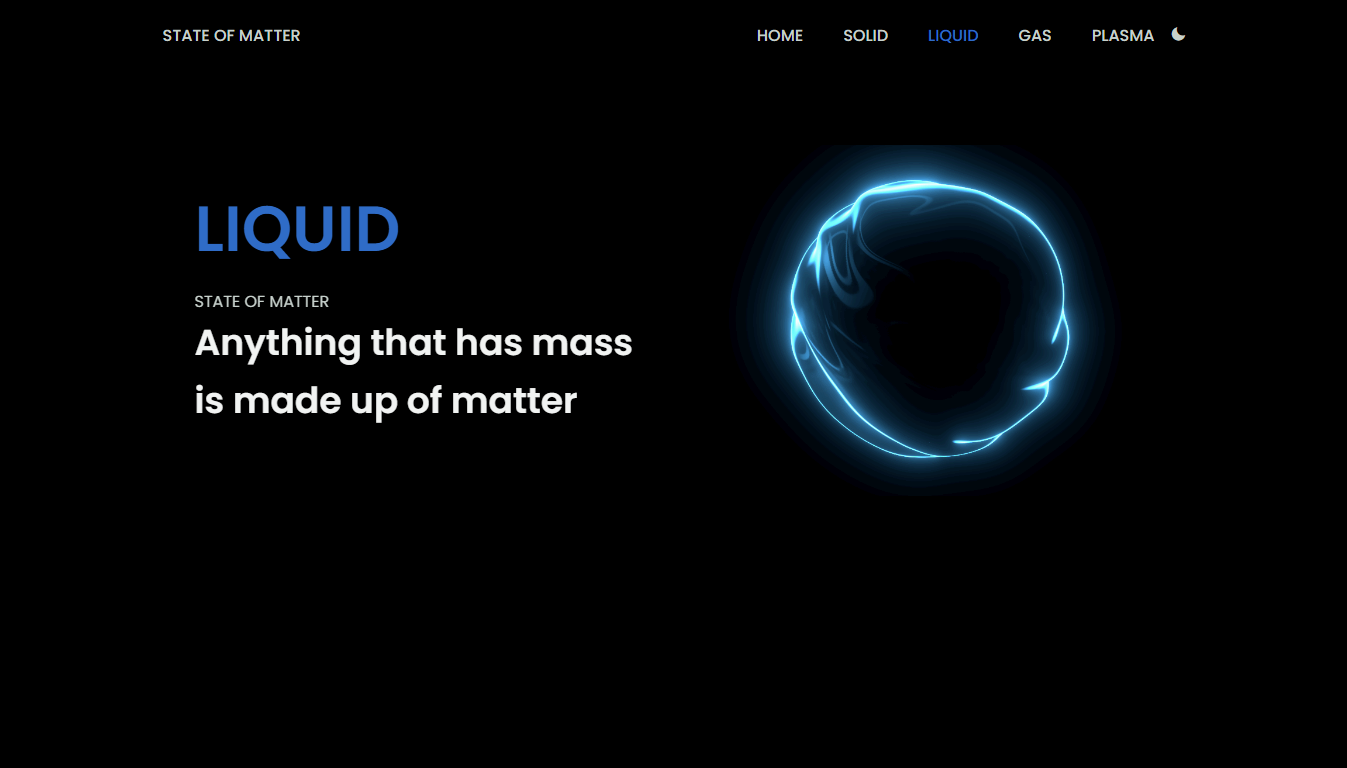 STATE OF MATTER
HOME SOLID LIQUID GAS PLASMA
LIQUID
STATE OF MATTER
Anything that has mass
is made up of matter